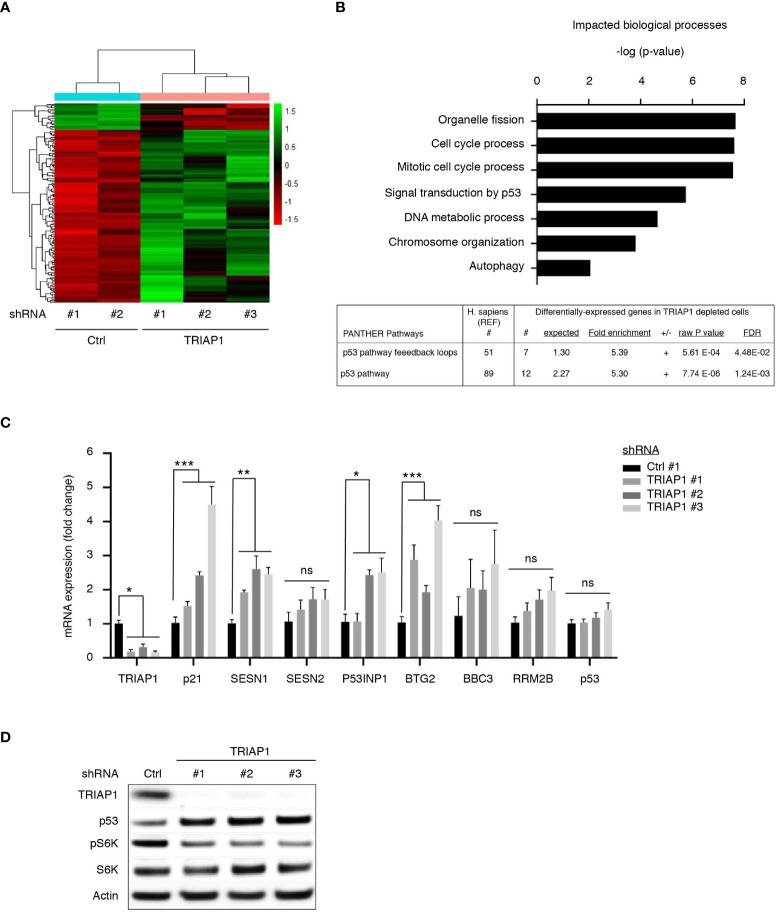 A
1.5
1
0.5
0
-0.5
-1
-1.5
shRNA #1 #2 #1 #2 #3
Ctrl TRIAP1
B
Impacted biological processes
-log (p-value)
0 2 4 6 8
Organelle fission
Cell cycle process
Mitotic cell cycle process
Signal transduction by p53
DNA metabolic process
Chromosome organization
Autophagy
H. sapiens Differentially-expressed genes in TRIAP1 depleted cells
(REF)
PANTHER Pathways # # expected Fold enrichment +/- raw P value FDR
p53 pathway feeedback loops 51 7 1.30 5.39 + 5.61 E-04 4.48E-02
p53 pathway 89 12 2.27 5.30 + 7.74 E-06 1.24E-03
C
mRNA expression (fold change)
6
5
4
3
2
1
0
* *** ** ns * *** ns ns ns
shRNA
Ctrl #1
TRIAP1 #1
TRIAP1 #2
TRIAP1 #3
TRIAP1 p21 SESN1 SESN2 P53INP1 BTG2 BBC3 RRM2B p53
D
TRIAP1
shRNA Ctrl #1 #2 #3
TRIAP1
p53
pS6K
S6K
Actin